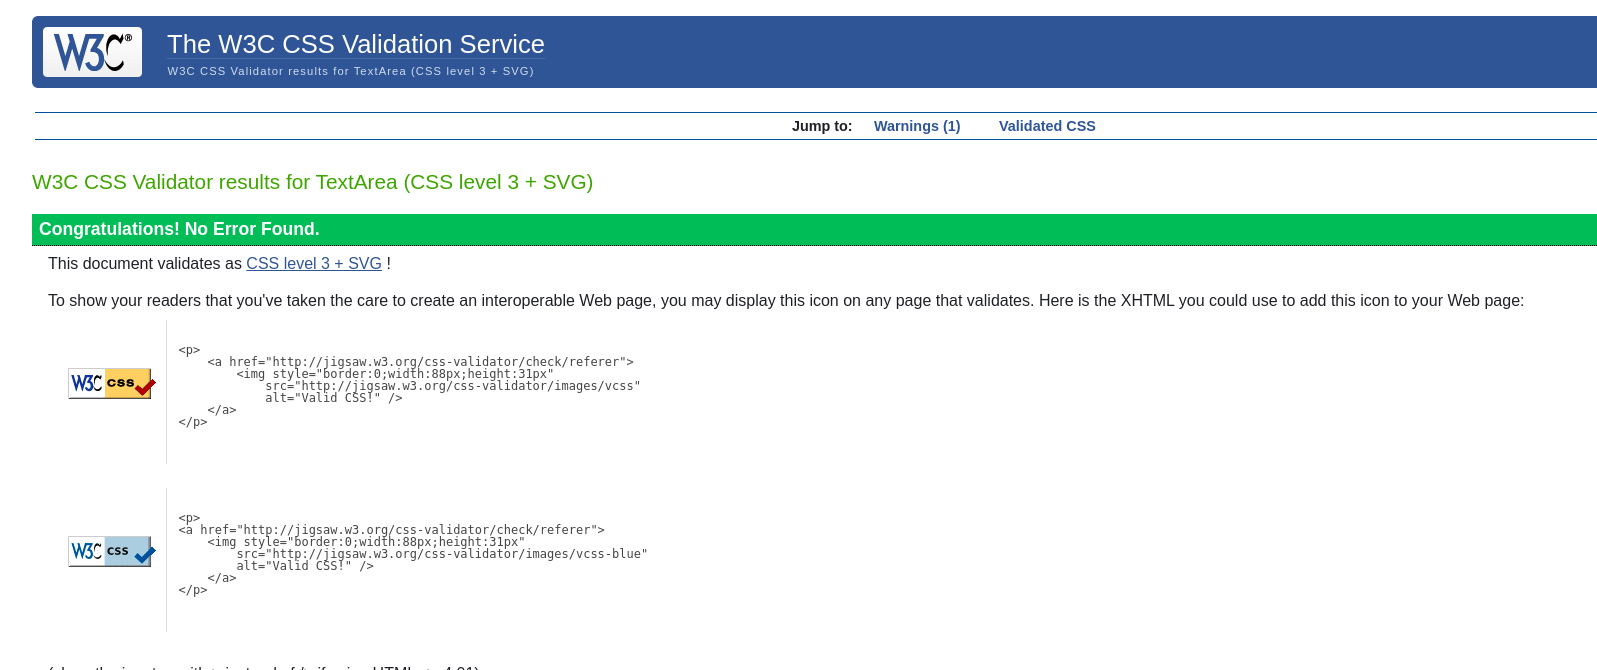 W3C®
The W3C CSS Validation Service
W3C CSS Validator results for TextArea (CSS level 3 + SVG)
Jump to: Warnings (1) Validated CSS
W3C CSS Validator results for TextArea (CSS level 3 + SVG)
Congratulations! No Error Found.
This document validates as CSS level 3 + SVG !
To show your readers that you've taken the care to create an interoperable Web page, you may display this icon on any page that validates. Here is the XHTML you could use to add this icon to your Web page:
W3C css
<p>
<a href="http://jigsaw.w3.org/css-validator/check/referer">
<img style="border:0;width:88px;height:31px"
src="http://jigsaw.w3.org/css-validator/images/vcss"
alt="Valid CSS!" />
</a>
</p>
W3C css
<p>
<a href="http://jigsaw.w3.org/css-validator/check/referer">
<img style="border:0;width:88px;height:31px"
src="http://jigsaw.w3.org/css-validator/images/vcss-blue"
alt="Valid CSS!" />
</a>
</p>